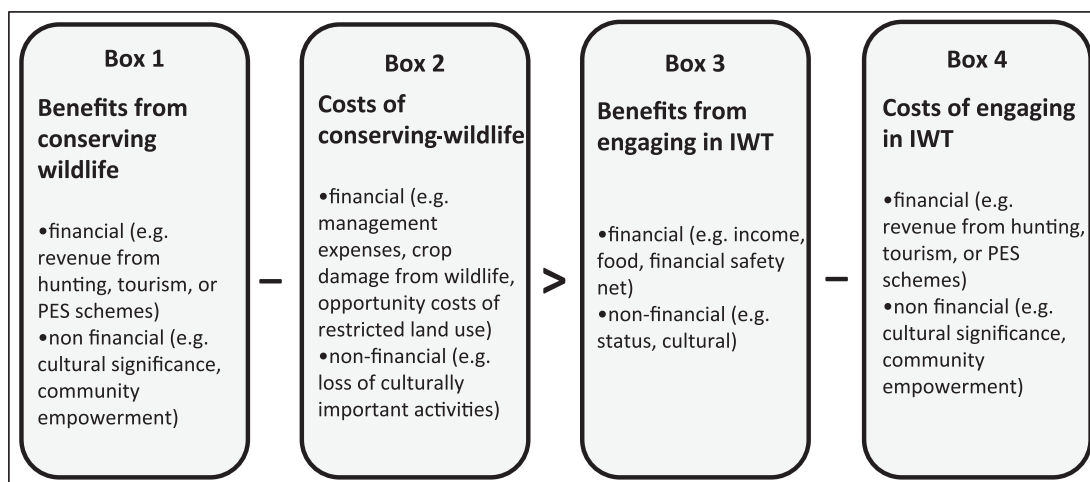 Box 1
Benefits from
conserving
wildlife
•financial (e.g.
revenue from
hunting, tourism, or
PES schemes)
•non financial (e.g.
cultural significance,
community
empowerment)
–
Box 2
Costs of
conserving-wildlife
•financial (e.g.
management
expenses, crop
damage from wildlife,
opportunity costs of
restricted land use)
•non-financial (e.g.
loss of culturally
important activities)
>
Box 3
Benefits from
engaging in IWT
•financial (e.g. income,
food, financial safety
net)
•non-financial (e.g.
status, cultural)
–
Box 4
Costs of engaging
in IWT
•financial (e.g.
revenue from hunting,
tourism, or PES
schemes)
•non financial (e.g.
cultural significance,
community
empowerment)